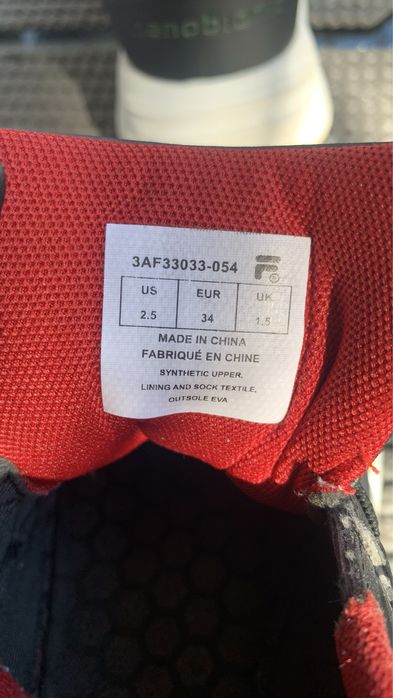 3AF33033-054 F
US EUR UK
2.5 34 1.5
MADE IN CHINA
FABRIQUÉ EN CHINE
SYNTHETIC UPPER,
LINING AND SOCK TEXTILE,
OUTSOLE EVA